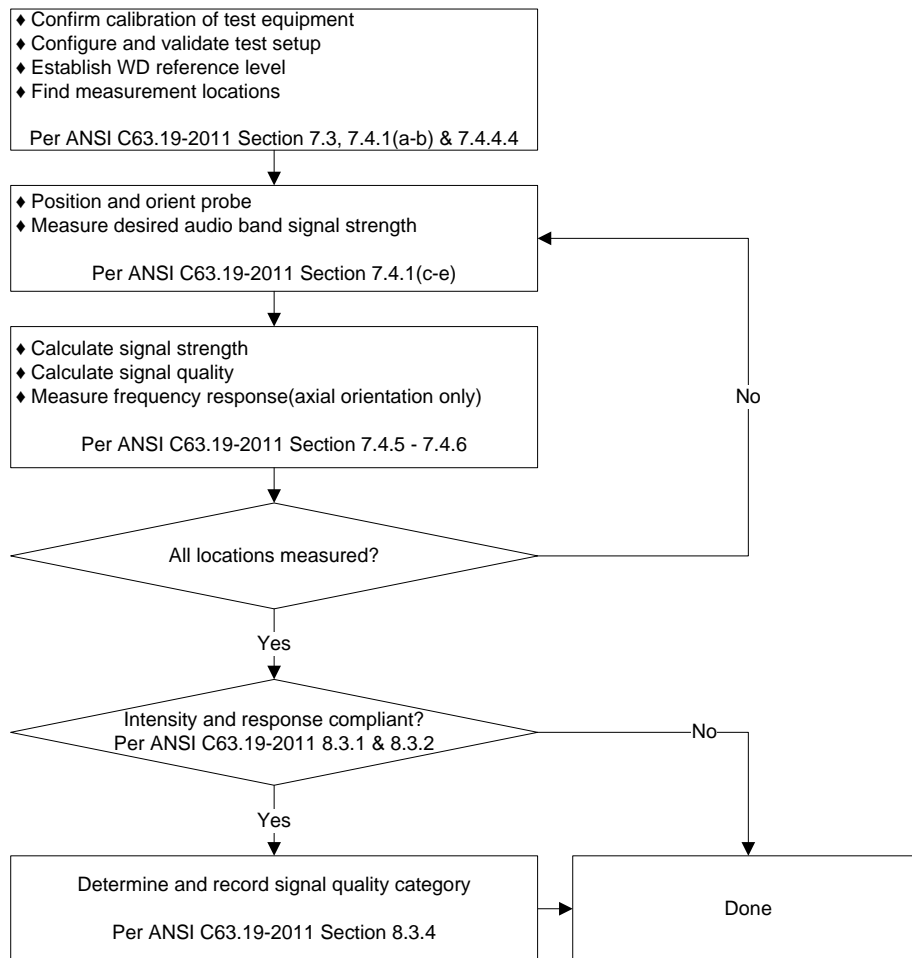 ♦ Confirm calibration of test equipment
♦ Configure and validate test setup
♦ Establish WD reference level
♦ Find measurement locations
Per ANSI C63.19-2011 Section 7.3, 7.4.1(a-b) & 7.4.4.4
♦ Position and orient probe
♦ Measure desired audio band signal strength
Per ANSI C63.19-2011 Section 7.4.1(c-e)
♦ Calculate signal strength
♦ Calculate signal quality
♦ Measure frequency response(axial orientation only)
Per ANSI C63.19-2011 Section 7.4.5 - 7.4.6
No
All locations measured?
Yes
Intensity and response compliant?
Per ANSI C63.19-2011 8.3.1 & 8.3.2
No
Yes
Determine and record signal quality category
Per ANSI C63.19-2011 Section 8.3.4
Done